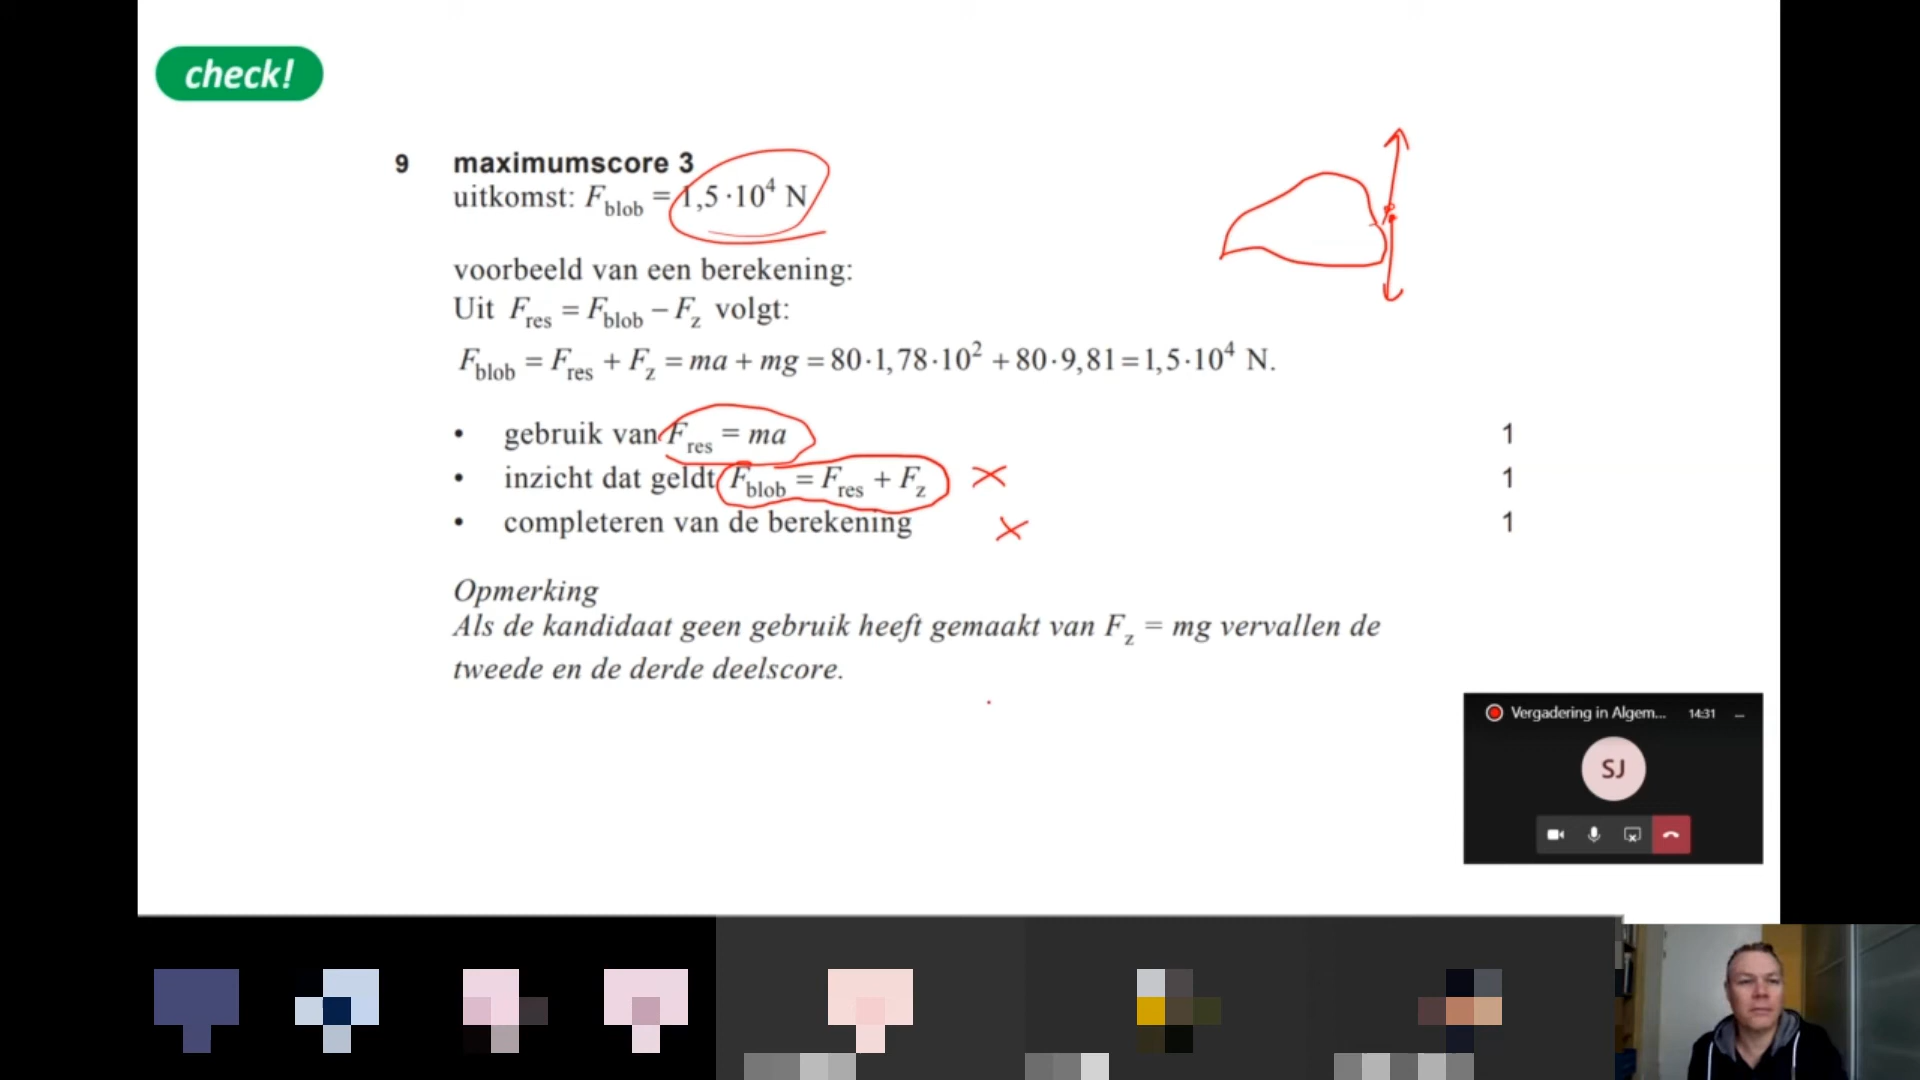 check!
9 maximumscore 3
uitkomst: F_blob = 1,5·10⁴ N
voorbeeld van een berekening:
Uit F_res = F_blob − F_z volgt:
F_blob = F_res + F_z = ma + mg = 80·1,78·10² + 80·9,81 = 1,5·10⁴ N.
• gebruik van F_res = ma 1
• inzicht dat geldt F_blob = F_res + F_z 1
• completeren van de berekening 1
Opmerking
Als de kandidaat geen gebruik heeft gemaakt van F_z = mg vervallen de
tweede en de derde deelscore.
Vergadering in Algem... 14:31
SJ